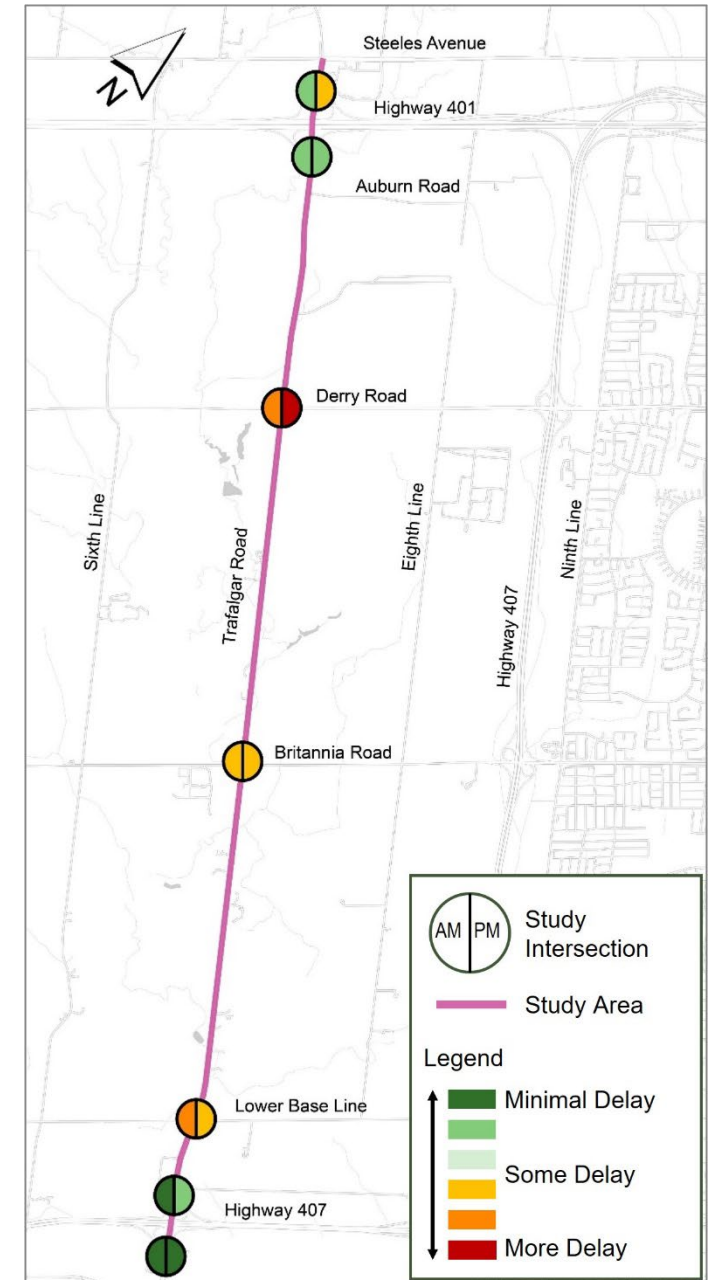 Steeles Avenue
N
Highway 401
Auburn Road
Derry Road
Sixth Line
Trafalgar Road
Eighth Line
Highway 407
Ninth Line
Britannia Road
Lower Base Line
Highway 407
AM PM
Study
Intersection
Study Area
Legend
Minimal Delay
Some Delay
More Delay